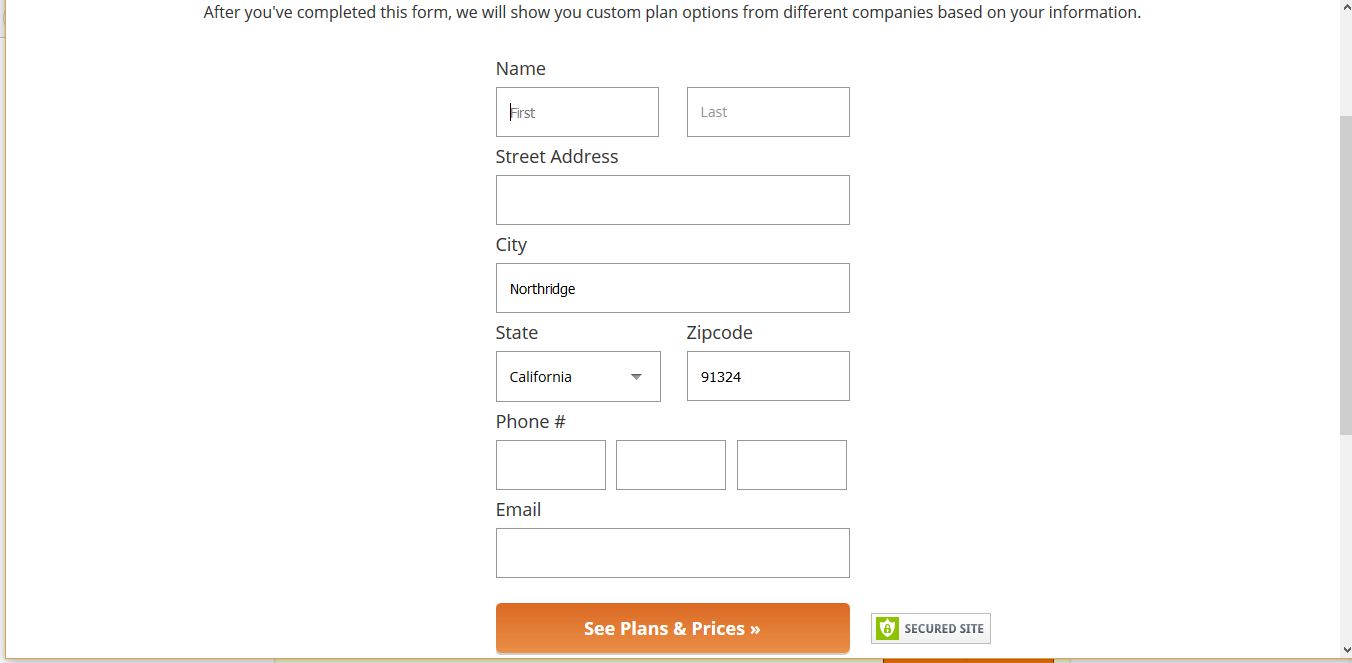 After you've completed this form, we will show you custom plan options from different companies based on your information.
Name
First Last
Street Address
City
Northridge
State Zipcode
California 91324
Phone #
Email
See Plans & Prices »
SECURED SITE